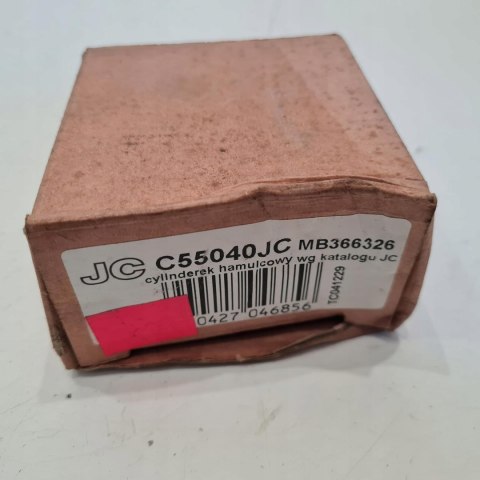 JC C55040JC MB366326
cylinderek hamulcowy wg katalogu JC
0427 046856
TC041229